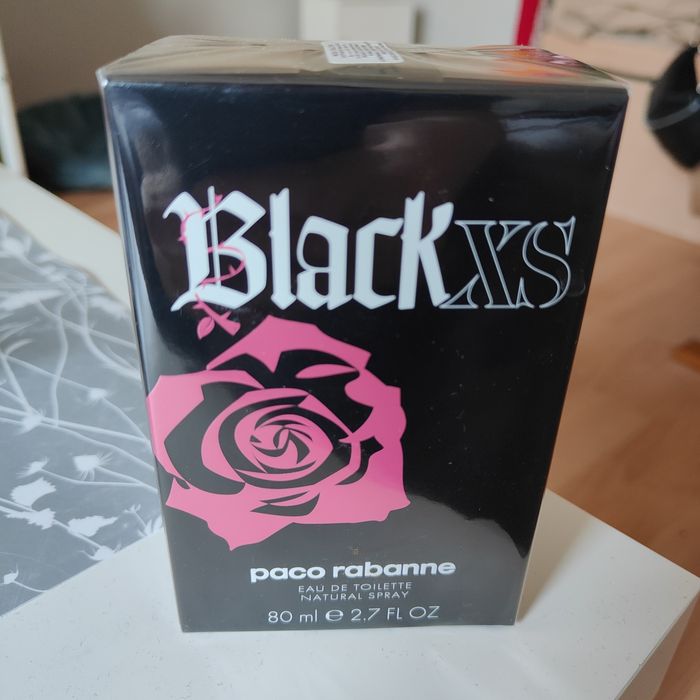 BlackXS
paco rabanne
EAU DE TOILETTE
NATURAL SPRAY
80 ml ℮ 2.7 FL OZ